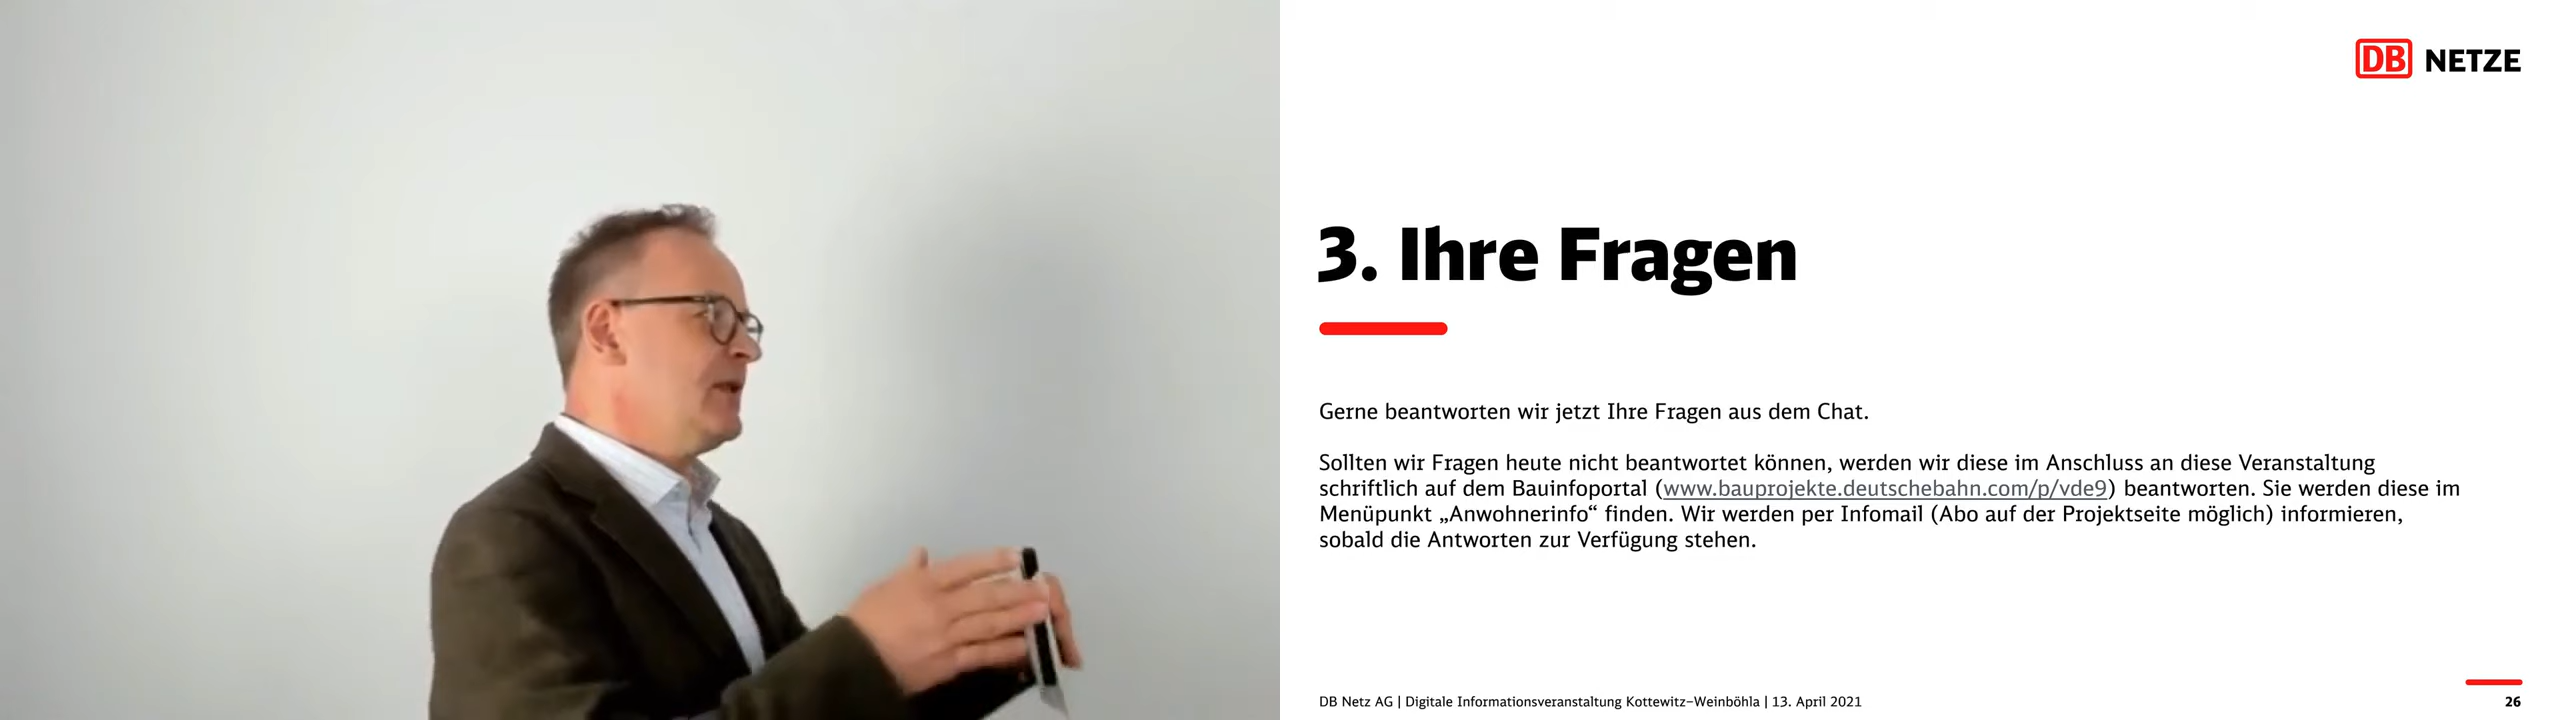 DB NETZE
3. Ihre Fragen
Gerne beantworten wir jetzt Ihre Fragen aus dem Chat.
Sollten wir Fragen heute nicht beantwortet können, werden wir diese im Anschluss an diese Veranstaltung
schriftlich auf dem Bauinfoportal (www.bauprojekte.deutschebahn.com/p/vde9) beantworten. Sie werden diese im
Menüpunkt „Anwohnerinfo“ finden. Wir werden per Infomail (Abo auf der Projektseite möglich) informieren,
sobald die Antworten zur Verfügung stehen.
DB Netz AG | Digitale Informationsveranstaltung Kottewitz–Weinböhla | 13. April 2021
26